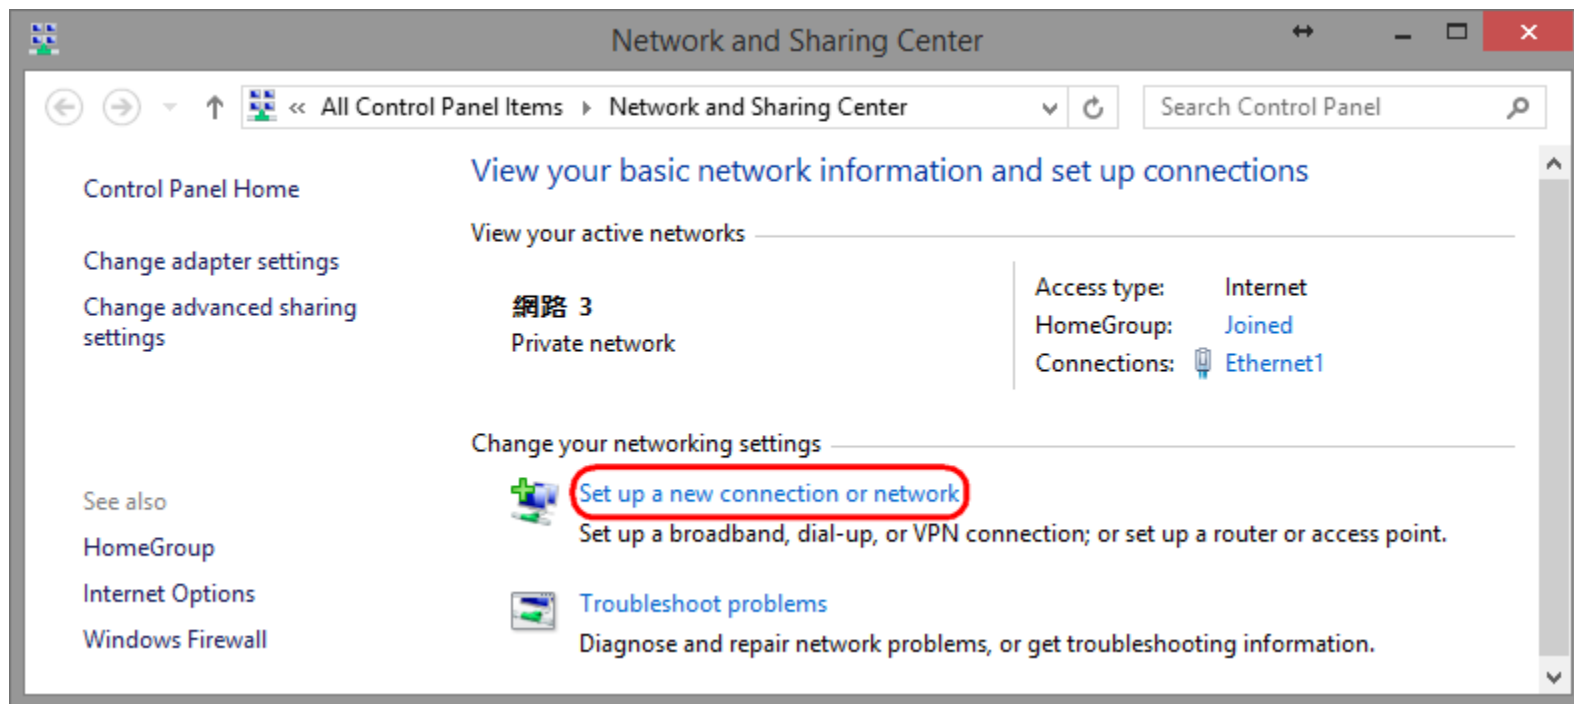 Network and Sharing Center
« All Control Panel Items Network and Sharing Center
Search Control Panel
Control Panel Home
Change adapter settings
Change advanced sharing
settings
See also
HomeGroup
Internet Options
Windows Firewall
View your basic network information and set up connections
View your active networks
網路 3
Private network
Access type: Internet
HomeGroup: Joined
Connections: Ethernet1
Change your networking settings
Set up a new connection or network
Set up a broadband, dial-up, or VPN connection; or set up a router or access point.
Troubleshoot problems
Diagnose and repair network problems, or get troubleshooting information.